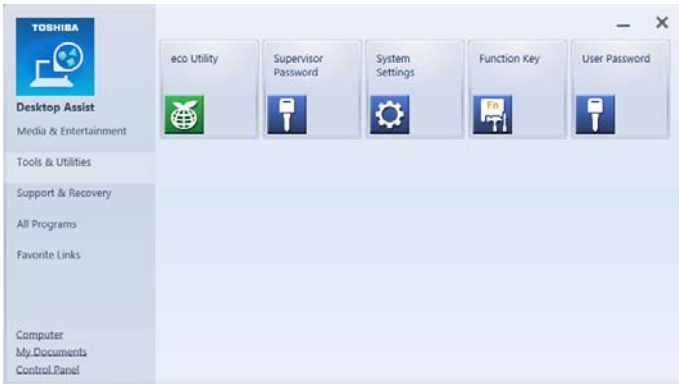 TOSHIBA
Desktop Assist
Media & Entertainment
Tools & Utilities
Support & Recovery
All Programs
Favorite Links
Computer
My Documents
Control Panel
eco Utility
Supervisor
Password
System
Settings
Function Key
Fn
User Password